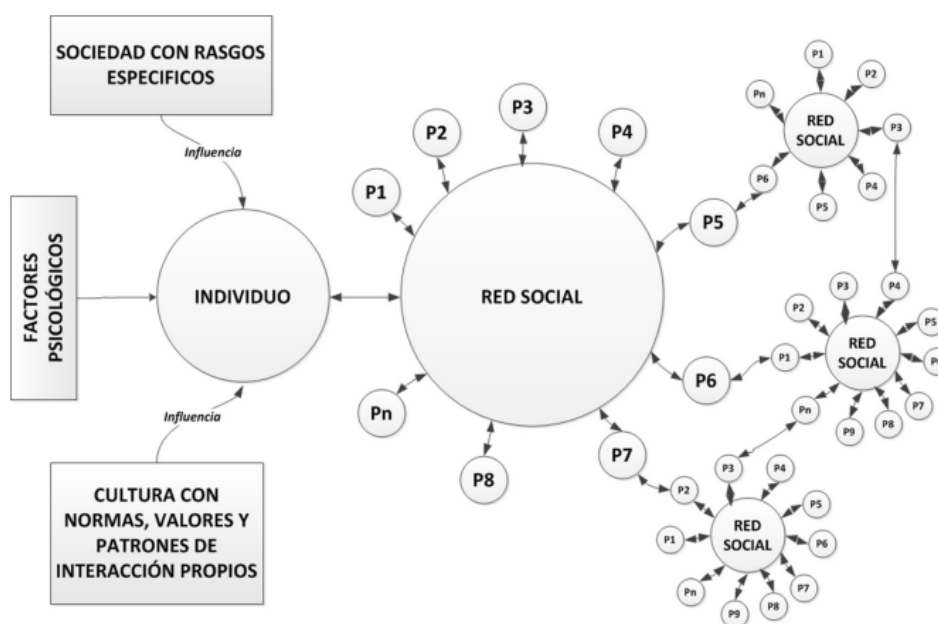 SOCIEDAD CON RASGOS
ESPECIFICOS
Influencia
FACTORES
PSICOLÓGICOS
INDIVIDUO
Influencia
CULTURA CON
NORMAS, VALORES Y
PATRONES DE
INTERACCIÓN PROPIOS
RED SOCIAL
P1
P2
P3
P4
P5
P6
P7
P8
Pn
RED
SOCIAL
P1
P2
P3
P4
P5
P6
Pn
RED
SOCIAL
P1
P2
P3
P4
P5
Pn
P7
P8
P9
Pn
RED
SOCIAL
P1
P2
P3
P4
P5
P6
P7
P8
P9
Pn